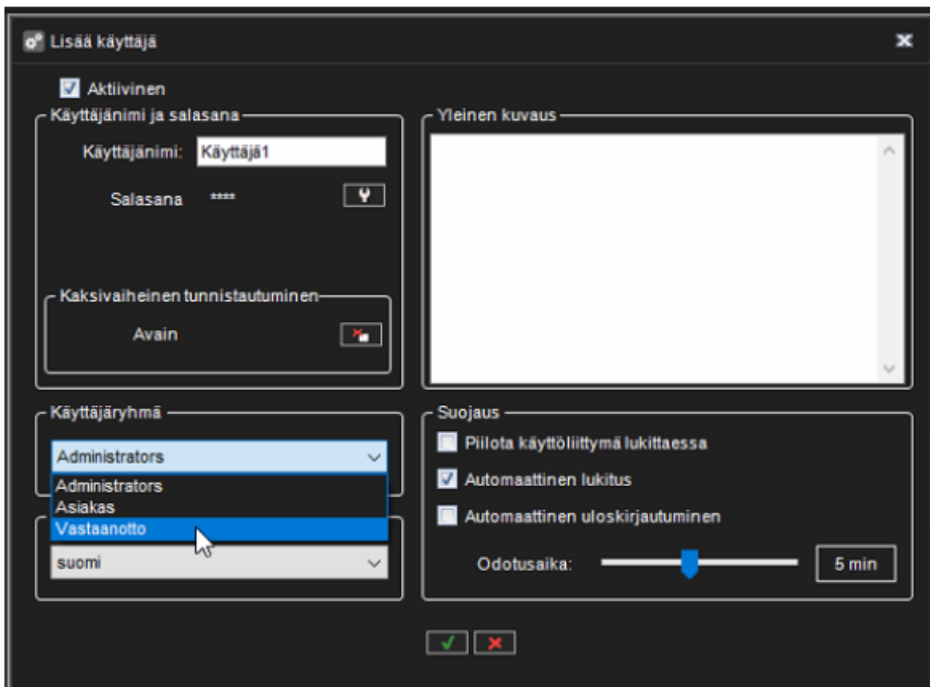 Lisää käyttäjä
Aktiivinen
Käyttäjänimi ja salasana
Käyttäjänimi: Käyttäjä1
Salasana ****
Kaksivaiheinen tunnistautuminen
Avain
Yleinen kuvaus
Käyttäjäryhmä
Administrators
Administrators
Asiakas
Vastaanotto
suomi
Suojaus
Piilota käyttöliittymä lukittaessa
Automaattinen lukitus
Automaattinen uloskirjautuminen
Odotusaika: 5 min